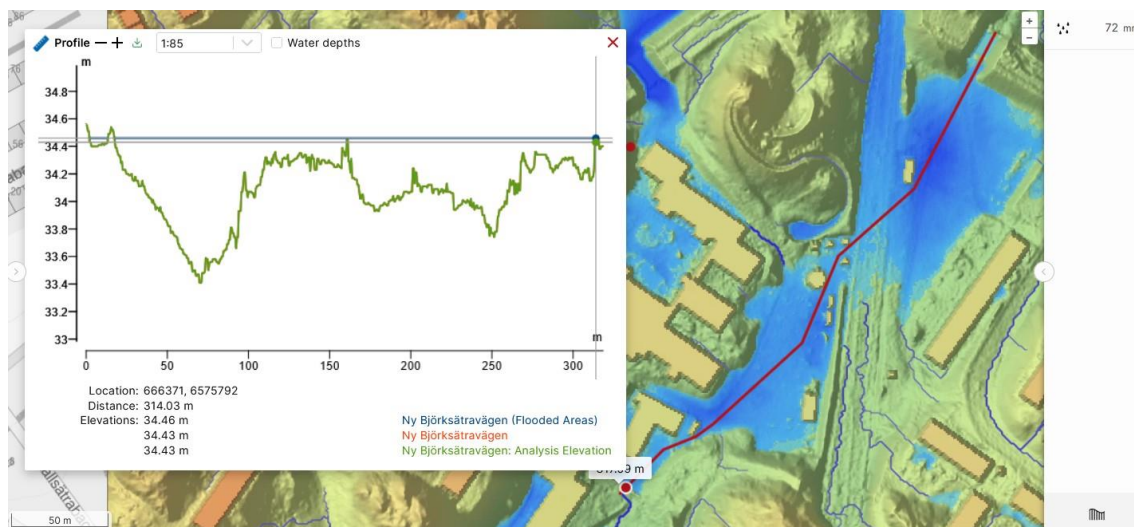 Profile
1:85
Water depths
m
34.8
34.6
34.4
34.2
34
33.8
33.6
33.4
33.2
33
m
0
50
100
150
200
250
300
Location: 666371, 6575792
Distance: 314.03 m
Elevations: 34.46 m
Ny Björksätravägen (Flooded Areas)
34.43 m
Ny Björksätravägen
34.43 m
Ny Björksätravägen: Analysis Elevation
50 m
72 mm